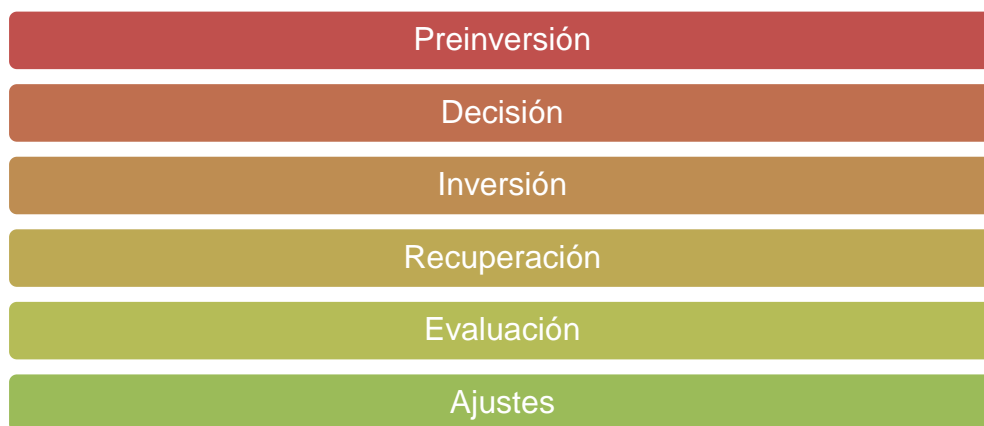 Preinversión
Decisión
Inversión
Recuperación
Evaluación
Ajustes